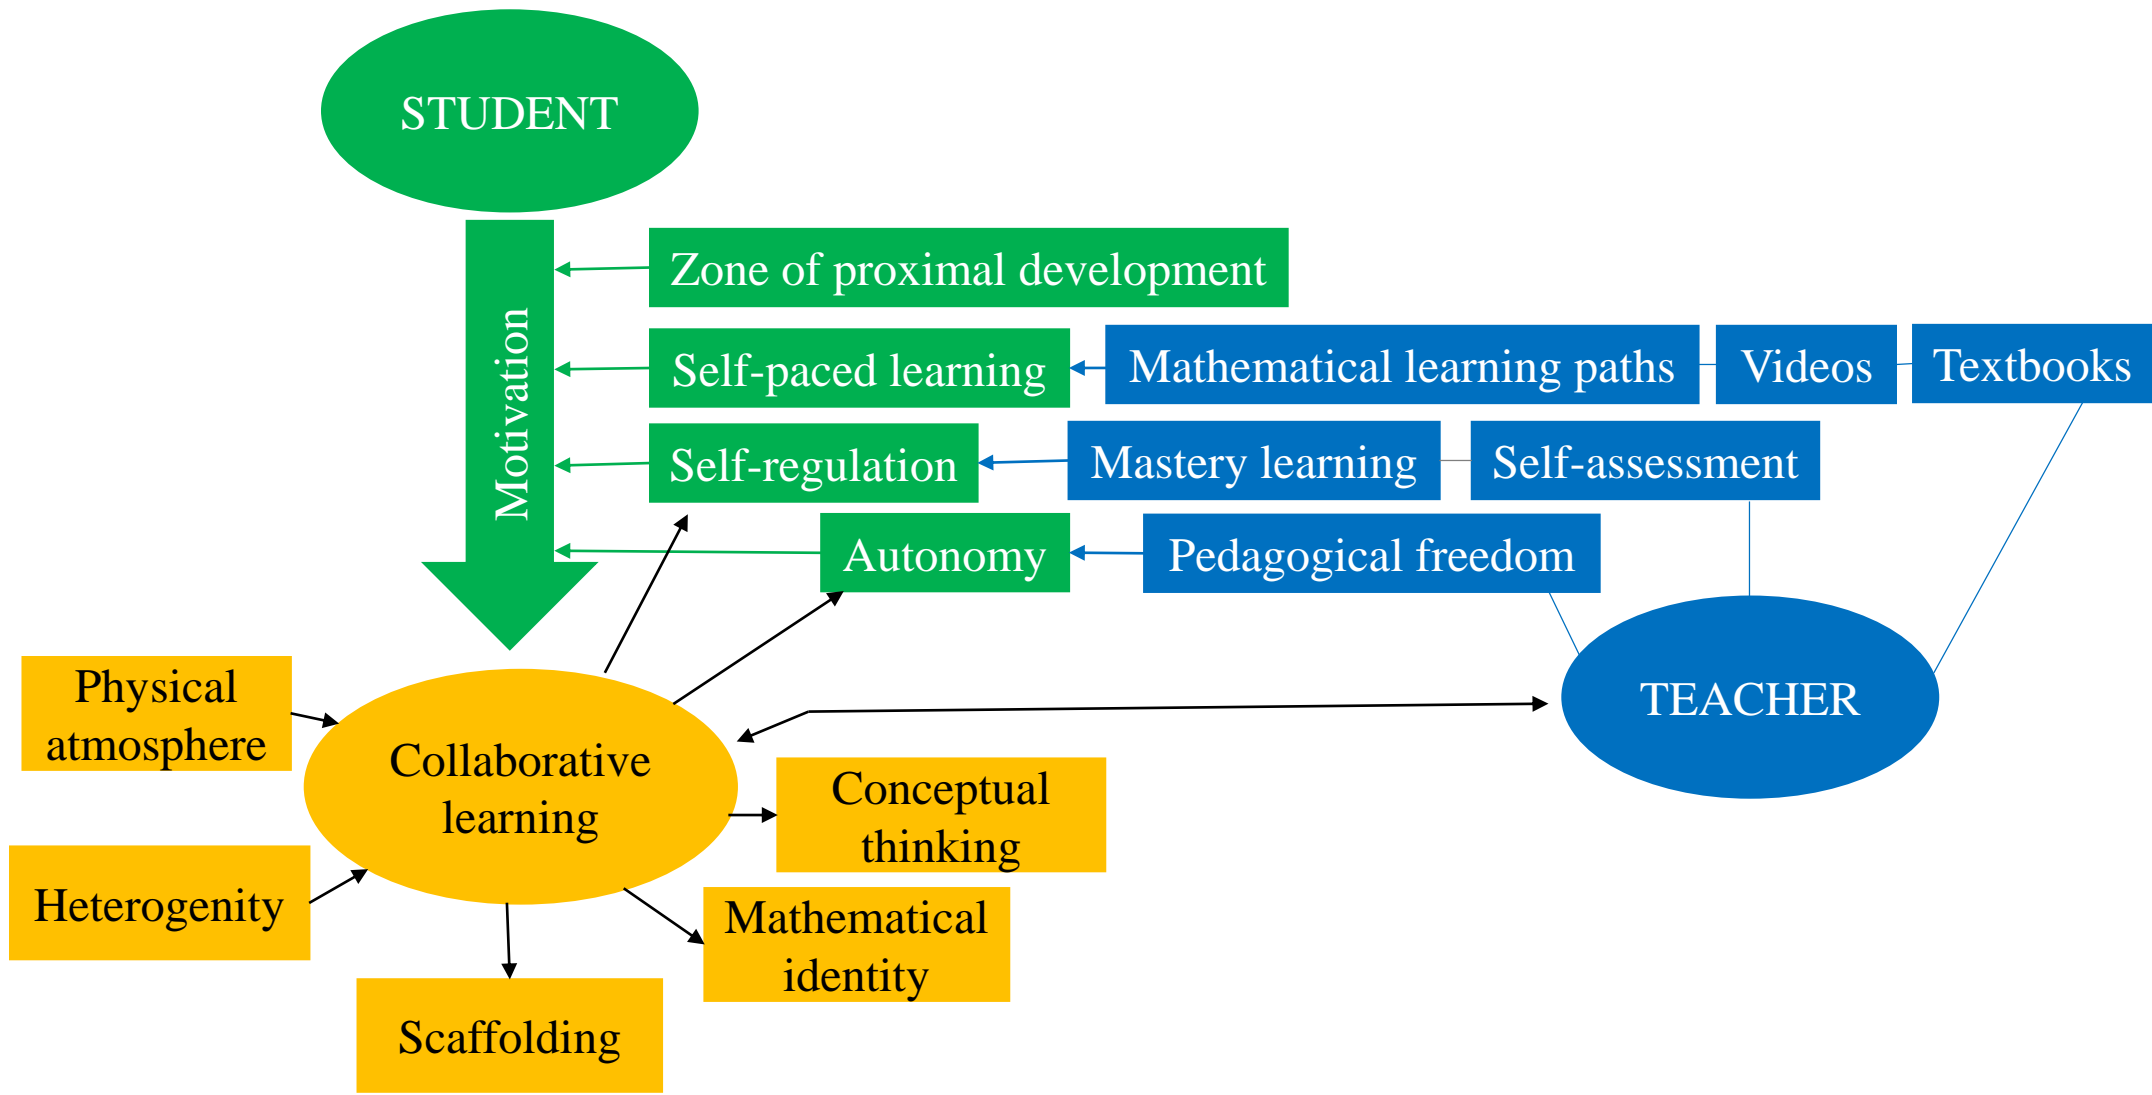 STUDENT
Zone of proximal development
Motivation
Self-paced learning
Mathematical learning paths
Videos
Textbooks
Self-regulation
Mastery learning
Self-assessment
Autonomy
Pedagogical freedom
TEACHER
Physical
atmosphere
Collaborative
learning
Conceptual
thinking
Heterogenity
Mathematical
identity
Scaffolding